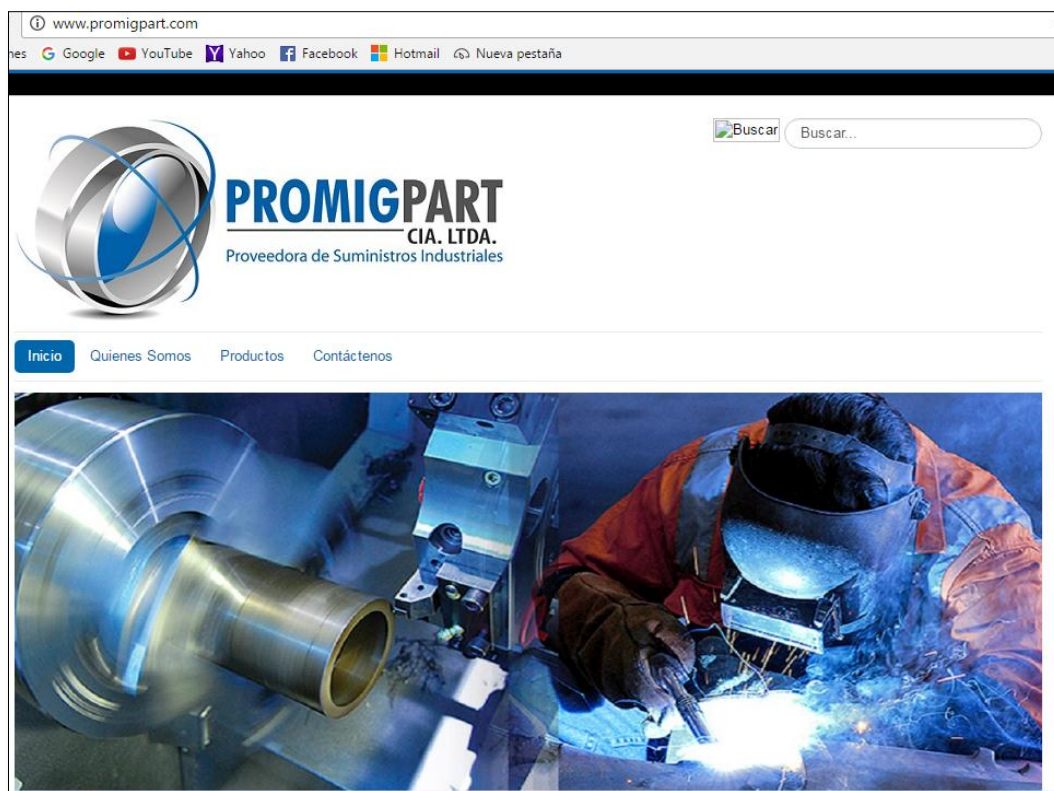 www.promigpart.com
nes Google YouTube Yahoo Facebook Hotmail Nueva pestaña
Buscar Buscar...
PROMIGPART
CIA. LTDA.
Proveedora de Suministros Industriales
Inicio Quienes Somos Productos Contáctenos